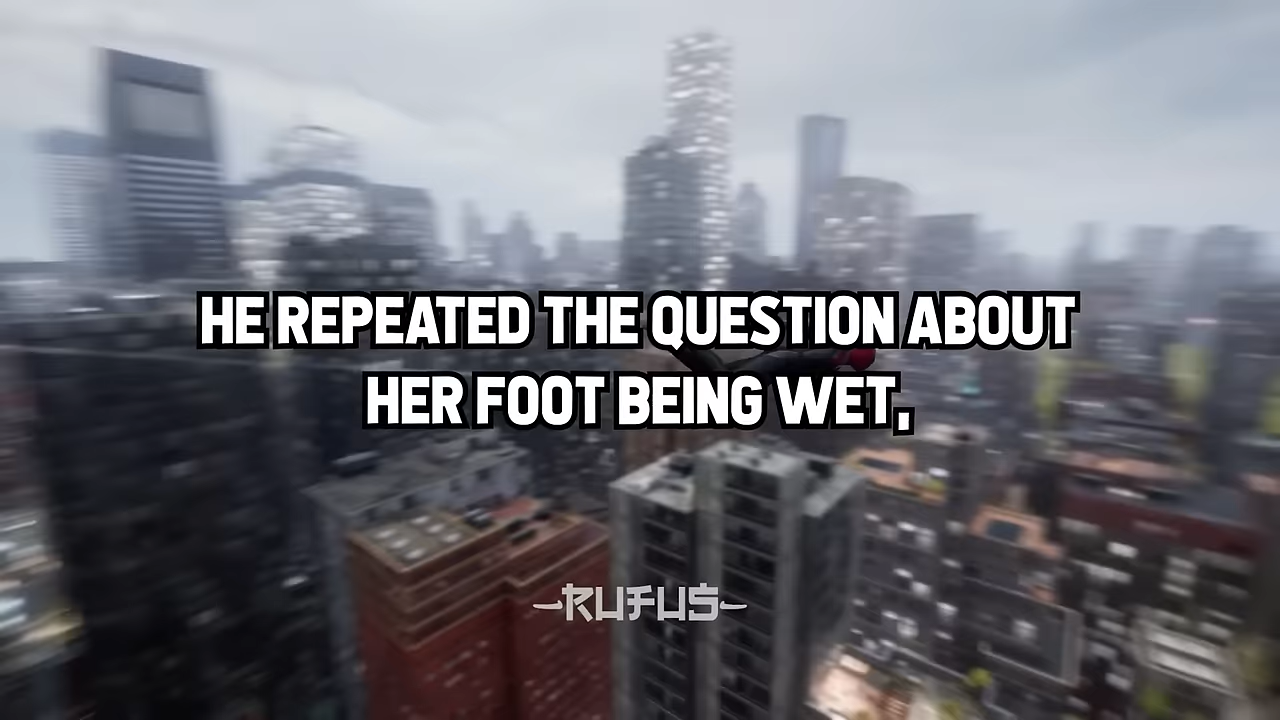 HE REPEATED THE QUESTION ABOUT
HER FOOT BEING WET,
-RUFUS-